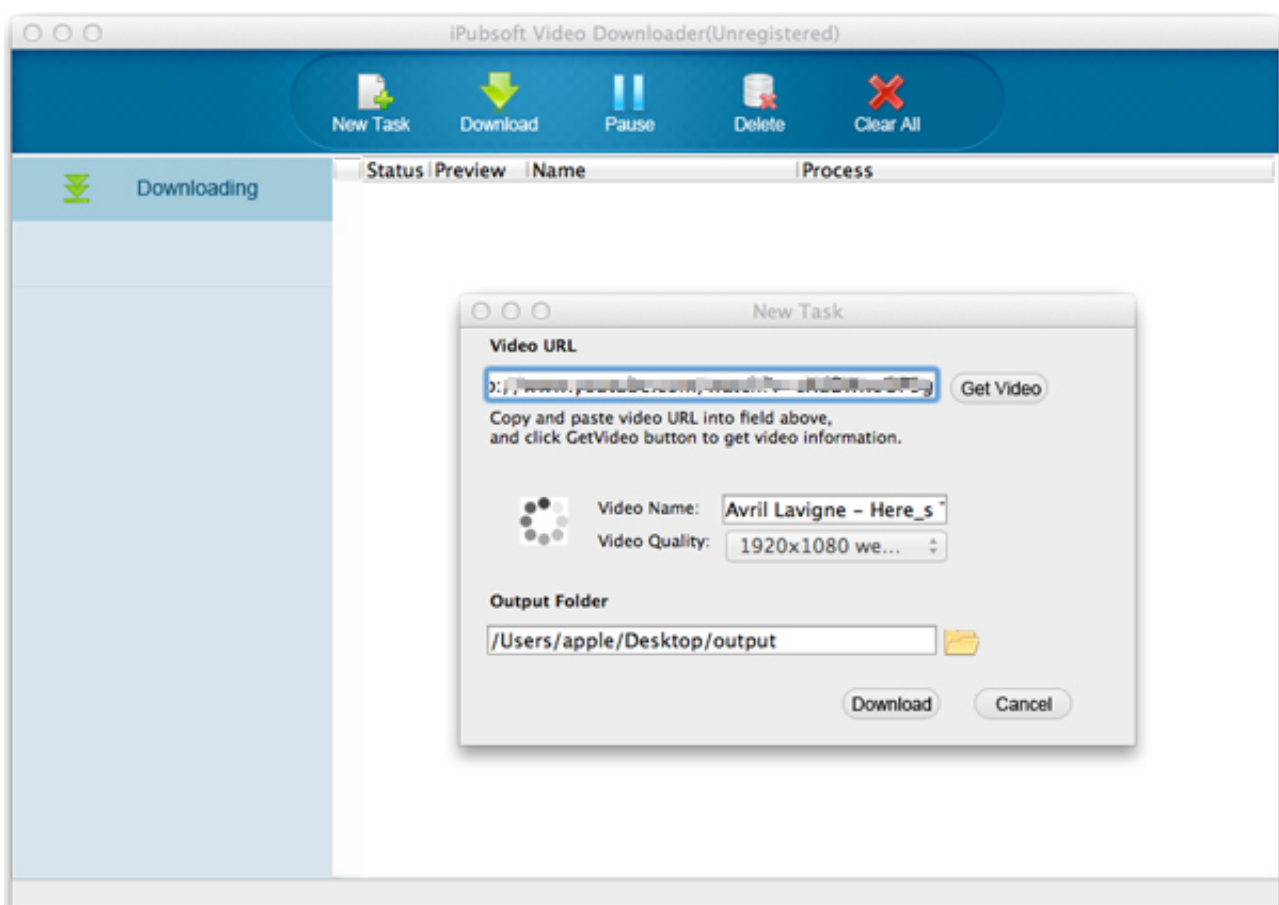 iPubsoft Video Downloader(Unregistered)
New Task Download Pause Delete Clear All
Downloading
Status Preview Name Process
New Task
Video URL
Get Video
Copy and paste video URL into field above,
and click GetVideo button to get video information.
Video Name: Avril Lavigne – Here_s
Video Quality: 1920x1080 we...
Output Folder
/Users/apple/Desktop/output
Download Cancel